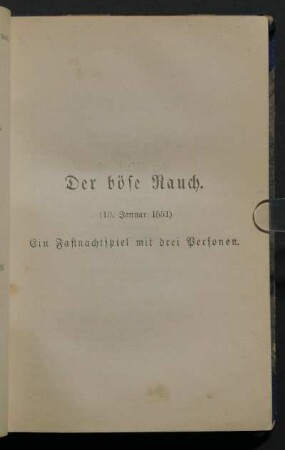 Der böſe Rauch.
(13. Januar 1551)
Ein Faſtnachtſpiel mit drei Perſonen.